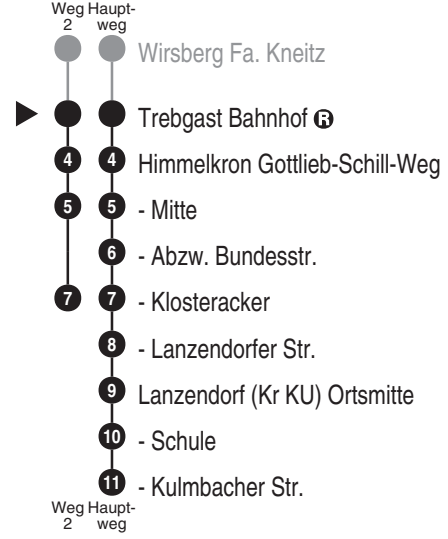 Weg Haupt-
2 weg
Wirsberg Fa. Kneitz
Trebgast Bahnhof R
4 4 Himmelkron Gottlieb-Schill-Weg
5 5 - Mitte
6 - Abzw. Bundesstr.
7 7 - Klosteracker
8 - Lanzendorfer Str.
9 Lanzendorf (Kr KU) Ortsmitte
10 - Schule
11 - Kulmbacher Str.
Weg Haupt-
2 weg